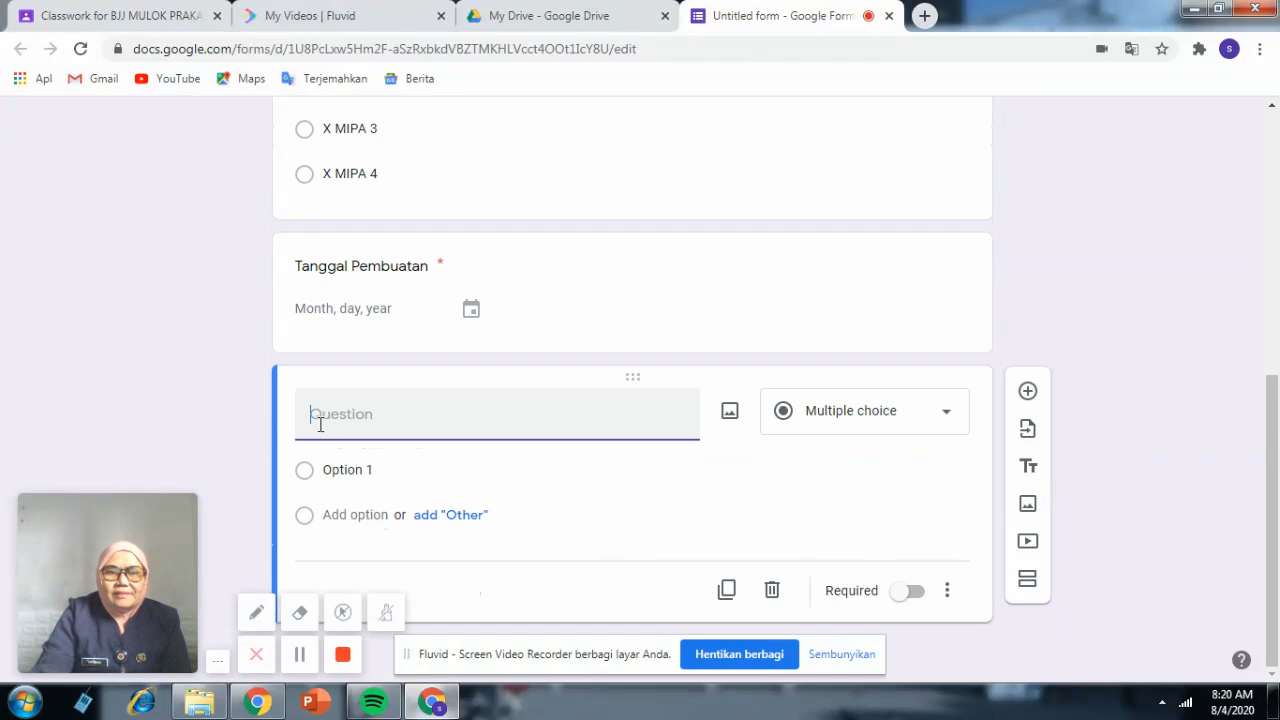 Classwork for BJJ MULOK PRAKA
My Videos | Fluvid
My Drive - Google Drive
Untitled form - Google Form
docs.google.com/forms/d/1U8PcLxw5Hm2F-aSzRxbkdVBZTMKHLVcct4OOt1IcY8U/edit
S
Apl
Gmail
YouTube
Maps
Terjemahkan
Berita
X MIPA 3
X MIPA 4
Tanggal Pembuatan *
Month, day, year
Question
Multiple choice
Option 1
Add option or add "Other"
Required
Fluvid - Screen Video Recorder berbagi layar Anda.
Hentikan berbagi
Sembunyikan
8:20 AM
8/4/2020